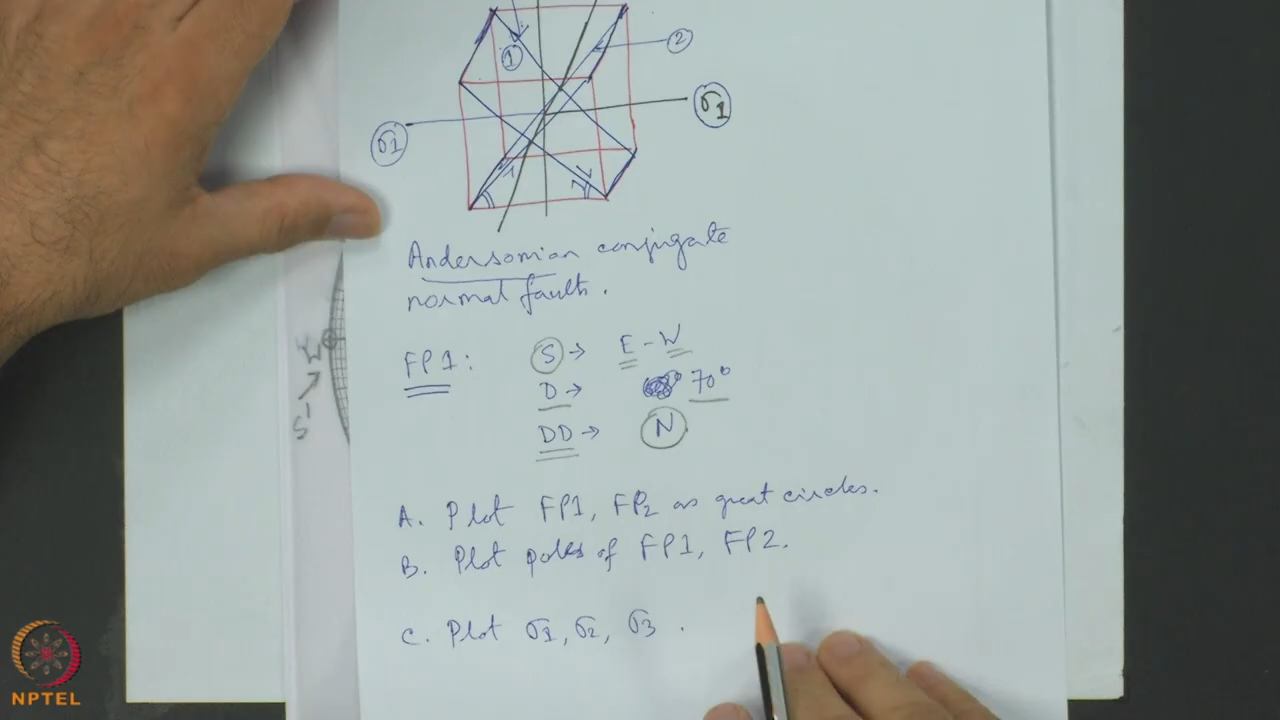 1
2
σ1
σ1
Andersonian conjugate
normal fault.
FP1: S → E - W
D → 70°
DD → N
A. Plot FP1, FP2 as great circles.
B. Plot poles of FP1, FP2.
C. Plot σ1, σ2, σ3.
W
S'
NPTEL